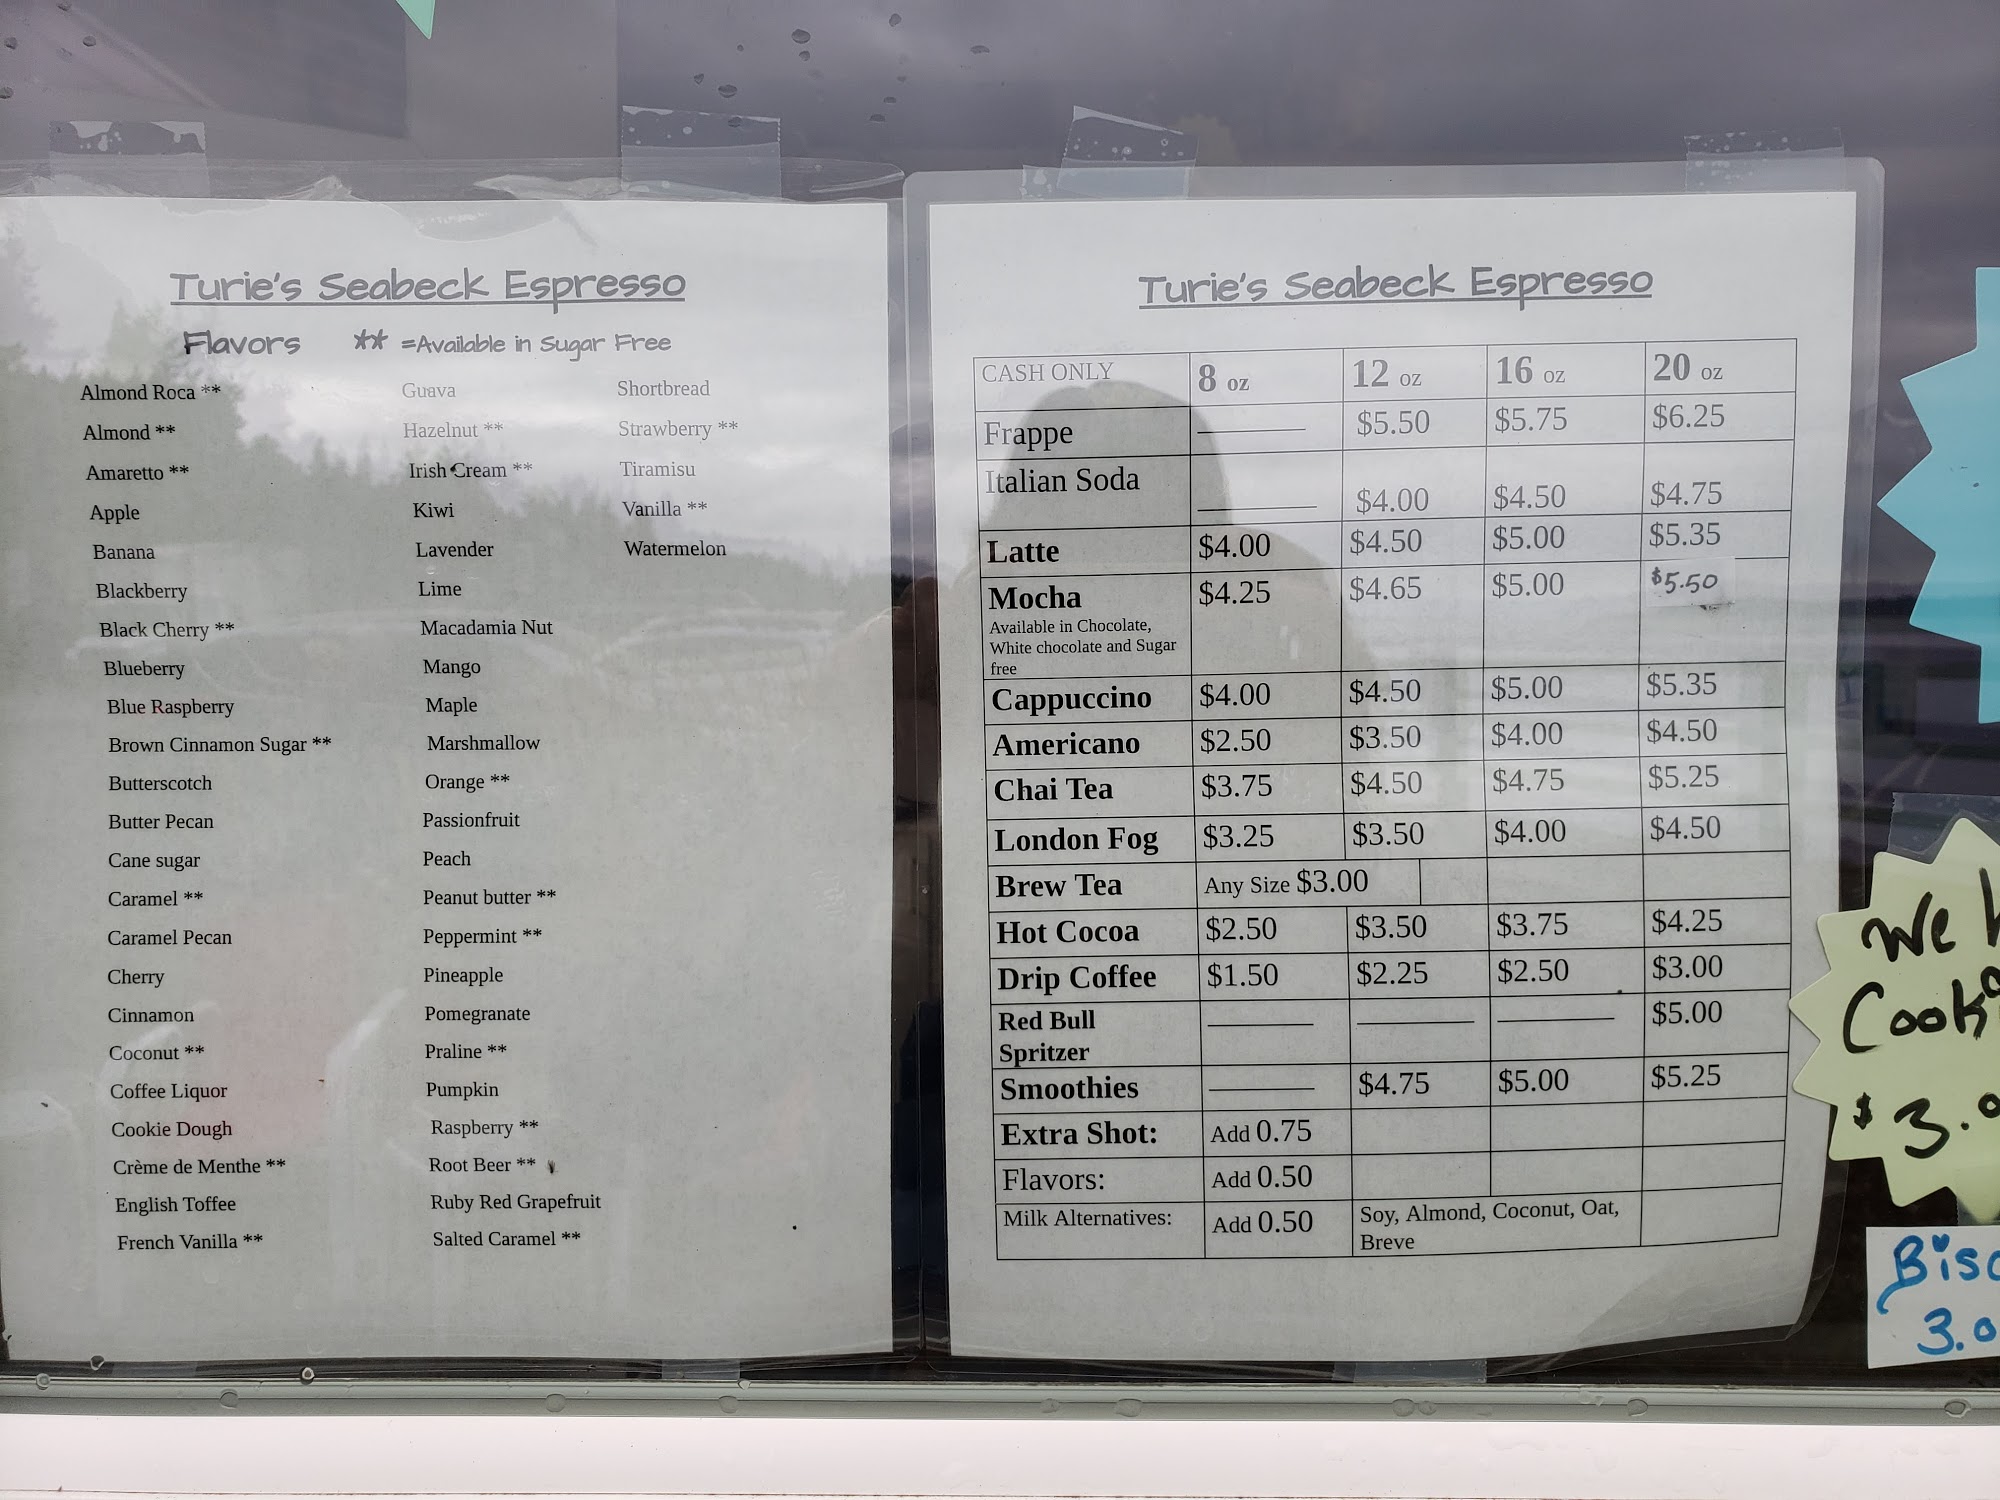 Turie's Seabeck Espresso
Flavors ** =Available in Sugar Free
Almond Roca **
Almond **
Amaretto **
Apple
Banana
Blackberry
Black Cherry **
Blueberry
Blue Raspberry
Brown Cinnamon Sugar **
Butterscotch
Butter Pecan
Cane sugar
Caramel **
Caramel Pecan
Cherry
Cinnamon
Coconut **
Coffee Liquor
Cookie Dough
Crème de Menthe **
English Toffee
French Vanilla **
Guava
Hazelnut **
Irish Cream **
Kiwi
Lavender
Lime
Macadamia Nut
Mango
Maple
Marshmallow
Orange **
Passionfruit
Peach
Peanut butter **
Peppermint **
Pineapple
Pomegranate
Praline **
Pumpkin
Raspberry **
Root Beer **
Ruby Red Grapefruit
Salted Caramel **
Shortbread
Strawberry **
Tiramisu
Vanilla **
Watermelon
Turie's Seabeck Espresso
CASH ONLY 8 oz 12 oz 16 oz 20 oz
Frappe $5.50 $5.75 $6.25
Italian Soda $4.00 $4.50 $4.75
Latte $4.00 $4.50 $5.00 $5.35
Mocha $4.25 $4.65 $5.00 $5.50
Available in Chocolate,
White chocolate and Sugar
free
Cappuccino $4.00 $4.50 $5.00 $5.35
Americano $2.50 $3.50 $4.00 $4.50
Chai Tea $3.75 $4.50 $4.75 $5.25
London Fog $3.25 $3.50 $4.00 $4.50
Brew Tea Any Size $3.00
Hot Cocoa $2.50 $3.50 $3.75 $4.25
Drip Coffee $1.50 $2.25 $2.50 $3.00
Red Bull
Spritzer $5.00
Smoothies $4.75 $5.00 $5.25
Extra Shot: Add 0.75
Flavors: Add 0.50
Milk Alternatives: Add 0.50 Soy, Almond, Coconut, Oat,
Breve
We